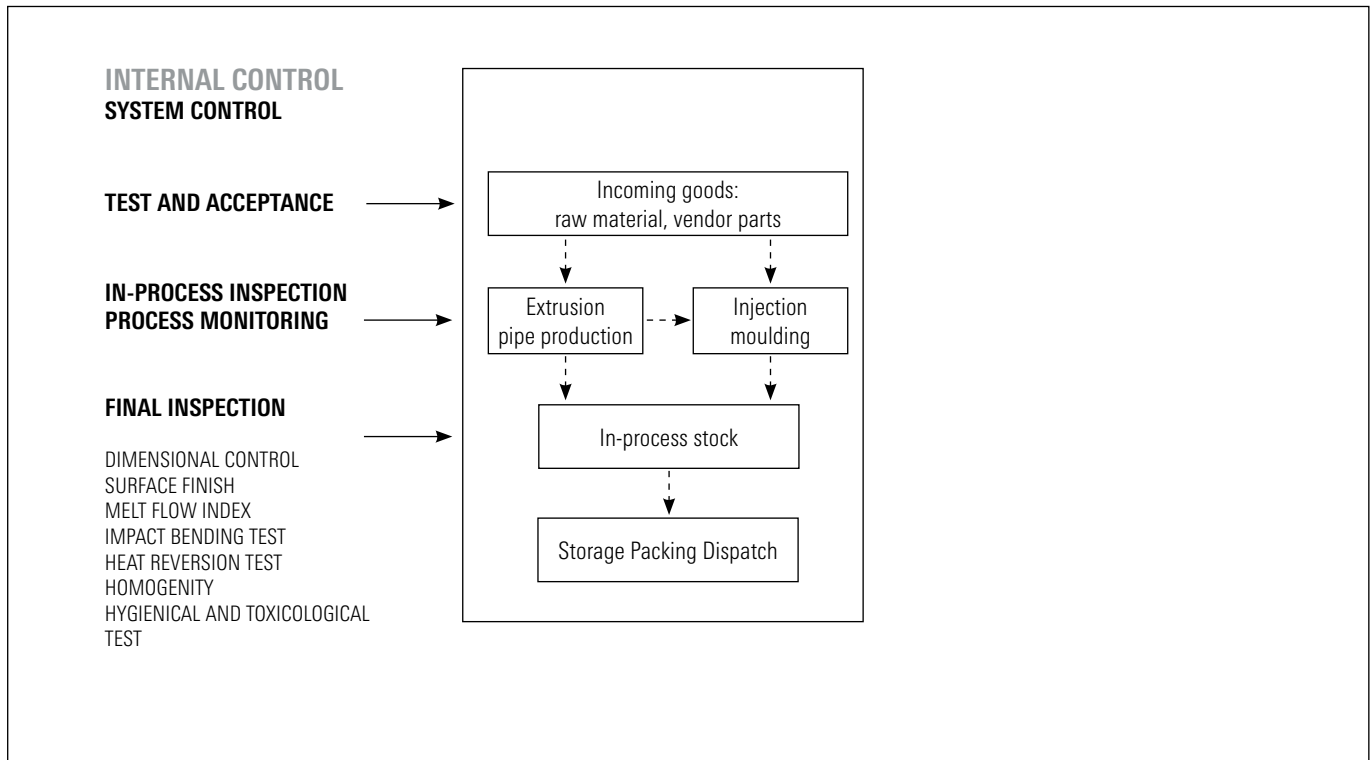 INTERNAL CONTROL
SYSTEM CONTROL
TEST AND ACCEPTANCE
Incoming goods:
raw material, vendor parts
IN-PROCESS INSPECTION
PROCESS MONITORING
Extrusion
pipe production
Injection
moulding
FINAL INSPECTION
In-process stock
DIMENSIONAL CONTROL
SURFACE FINISH
MELT FLOW INDEX
IMPACT BENDING TEST
HEAT REVERSION TEST
HOMOGENITY
HYGIENICAL AND TOXICOLOGICAL
TEST
Storage Packing Dispatch